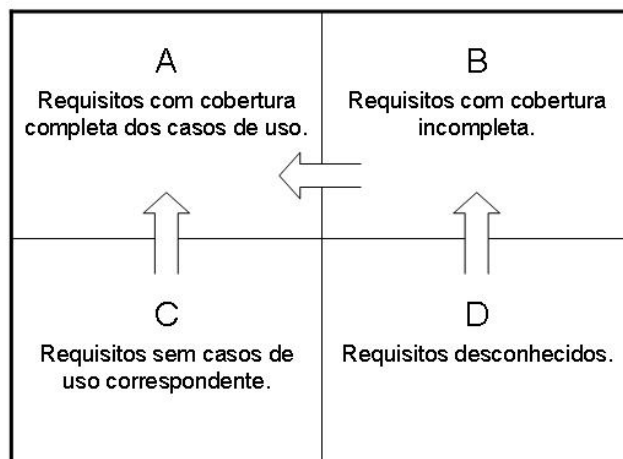 A
Requisitos com cobertura
completa dos casos de uso.
B
Requisitos com cobertura
incompleta.
C
Requisitos sem casos de
uso correspondente.
D
Requisitos desconhecidos.